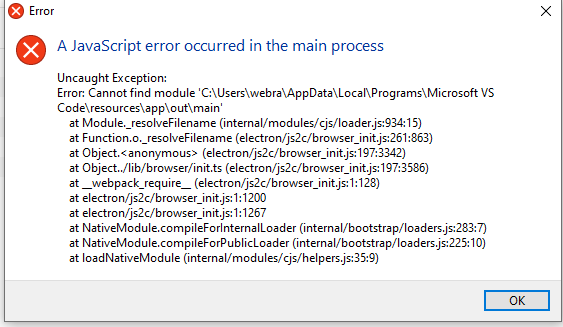 Error
A JavaScript error occurred in the main process
Uncaught Exception:
Error: Cannot find module 'C:\Users\webra\AppData\Local\Programs\Microsoft VS
Code\resources\app\out\main'
at Module._resolveFilename (internal/modules/cjs/loader.js:934:15)
at Function.o._resolveFilename (electron/js2c/browser_init.js:261:863)
at Object.<anonymous> (electron/js2c/browser_init.js:197:3342)
at Object../lib/browser/init.ts (electron/js2c/browser_init.js:197:3586)
at __webpack_require__ (electron/js2c/browser_init.js:1:128)
at electron/js2c/browser_init.js:1:1200
at electron/js2c/browser_init.js:1:1267
at NativeModule.compileForInternalLoader (internal/bootstrap/loaders.js:283:7)
at NativeModule.compileForPublicLoader (internal/bootstrap/loaders.js:225:10)
at loadNativeModule (internal/modules/cjs/helpers.js:35:9)
OK